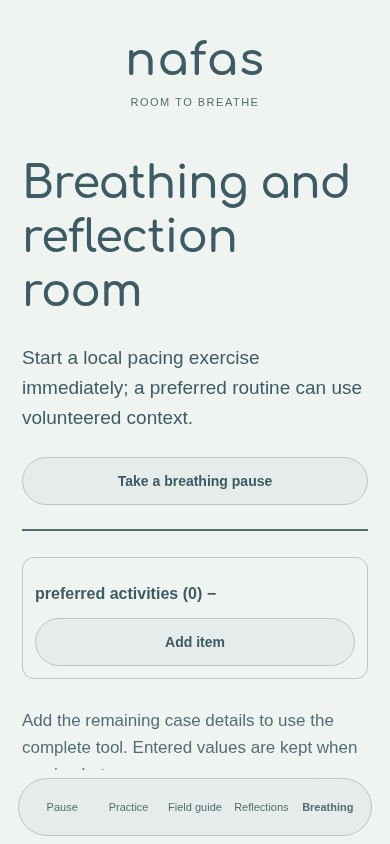 nafas
ROOM TO BREATHE
Breathing and
reflection
room
Start a local pacing exercise
immediately; a preferred routine can use
volunteered context.
Take a breathing pause
preferred activities (0) −
Add item
Add the remaining case details to use the
complete tool. Entered values are kept when
Pause
Practice
Field guide
Reflections
Breathing